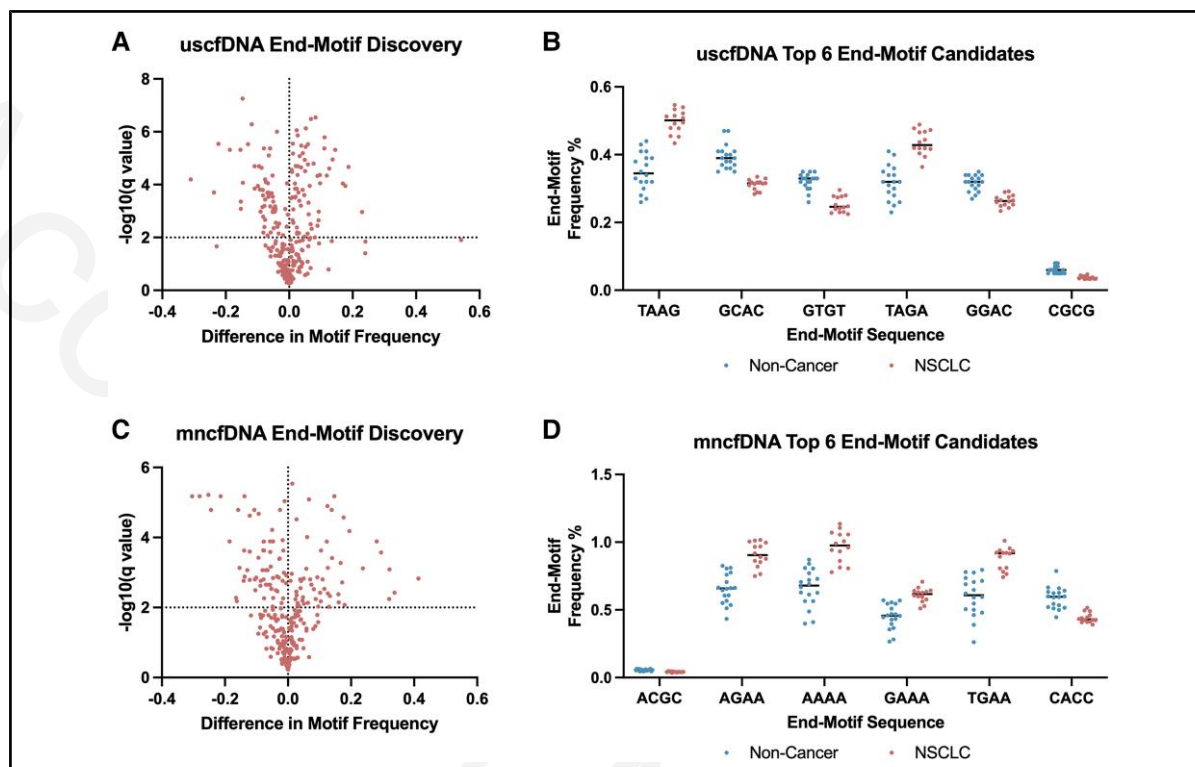 A
uscfDNA End-Motif Discovery
8
6
4
2
0
-log10(q value)
-0.4 -0.2 0.0 0.2 0.4 0.6
Difference in Motif Frequency
B
uscfDNA Top 6 End-Motif Candidates
0.6
0.4
0.2
0.0
End-Motif
Frequency %
TAAG GCAC GTGT TAGA GGAC CGCG
End-Motif Sequence
Non-Cancer NSCLC
C
mncfDNA End-Motif Discovery
6
4
2
0
-log10(q value)
-0.4 -0.2 0.0 0.2 0.4 0.6
Difference in Motif Frequency
D
mncfDNA Top 6 End-Motif Candidates
1.5
1.0
0.5
0.0
End-Motif
Frequency %
ACGC AGAA AAAA GAAA TGAA CACC
End-Motif Sequence
Non-Cancer NSCLC